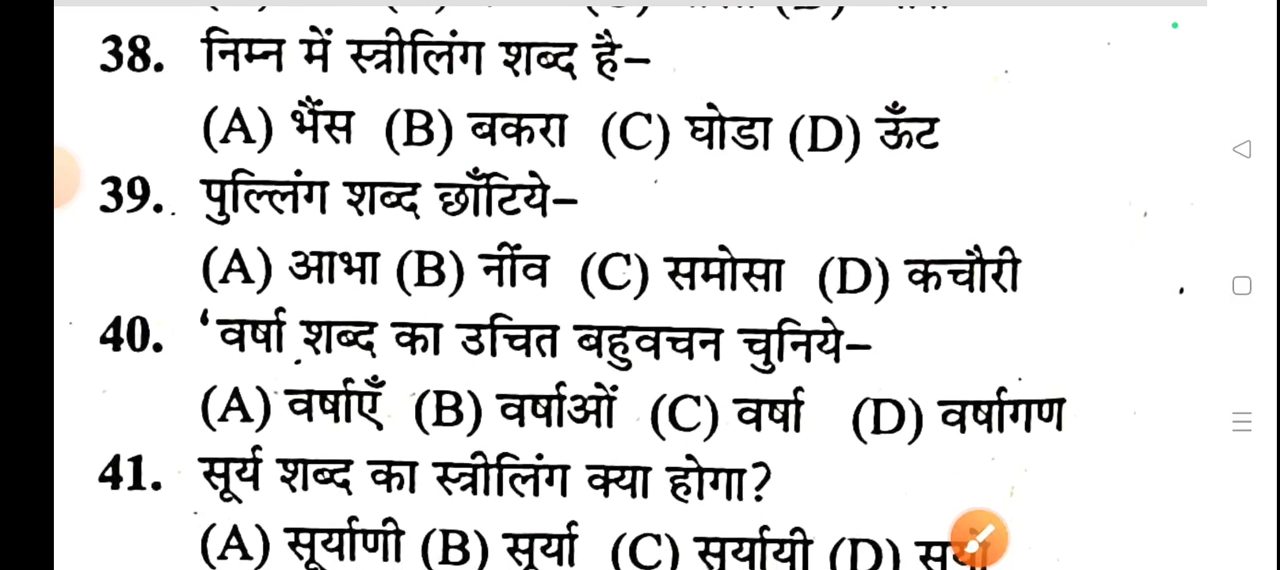 38. निम्न में स्त्रीलिंग शब्द है–
(A) भैंस (B) बकरा (C) घोडा (D) ऊँट
39. पुल्लिंग शब्द छाँटिये–
(A) आभा (B) नींव (C) समोसा (D) कचौरी
40. ‘वर्षा शब्द का उचित बहुवचन चुनिये–
(A) वर्षाएँ (B) वर्षाओं (C) वर्षा (D) वर्षागण
41. सूर्य शब्द का स्त्रीलिंग क्या होगा?
(A) सूर्याणी (B) सूर्या (C) सूर्यायी (D)